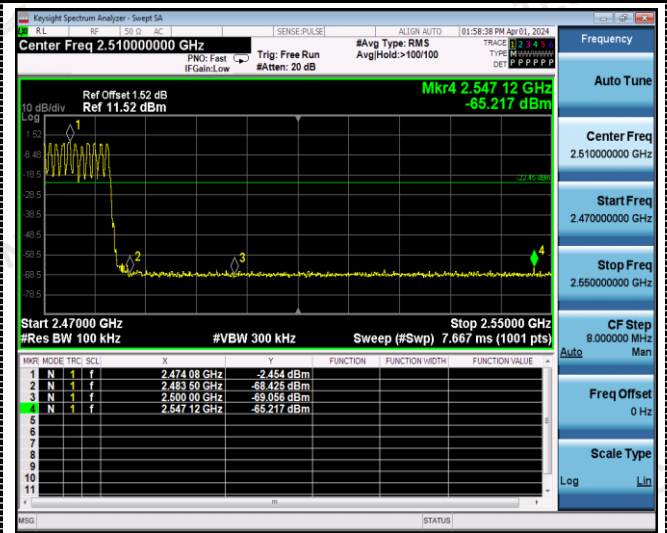 Keysight Spectrum Analyzer - Swept SA
RL RF 50 Ω AC SENSE:PULSE ALIGN AUTO 01:58:38 PM Apr 01, 2024
Center Freq 2.510000000 GHz
PNO: Fast
IFGain:Low
Trig: Free Run
#Atten: 20 dB
#Avg Type: RMS
Avg|Hold:>100/100
TRACE 1 2 3 4 5 6
TYPE M W W W W W
DET P P P P P P
Frequency
Mkr4 2.547 12 GHz
-65.217 dBm
Ref Offset 1.52 dB
10 dB/div Ref 11.52 dBm
Log
1
1.52
-8.48
-18.5
-22.46 dBm
-28.5
-38.5
-48.5
-58.5
2
3
4
-68.5
-78.5
Start 2.47000 GHz Stop 2.55000 GHz
#Res BW 100 kHz #VBW 300 kHz Sweep (#Swp) 7.667 ms (1001 pts)
MKR MODE TRC SCL X Y FUNCTION FUNCTION WIDTH FUNCTION VALUE
1 N 1 f 2.474 08 GHz -2.454 dBm
2 N 1 f 2.483 50 GHz -68.425 dBm
3 N 1 f 2.500 00 GHz -69.056 dBm
4 N 1 f 2.547 12 GHz -65.217 dBm
5
6
7
8
9
10
11
MSG STATUS
Auto Tune
Center Freq
2.510000000 GHz
Start Freq
2.470000000 GHz
Stop Freq
2.550000000 GHz
CF Step
8.000000 MHz
Auto Man
Freq Offset
0 Hz
Scale Type
Log Lin